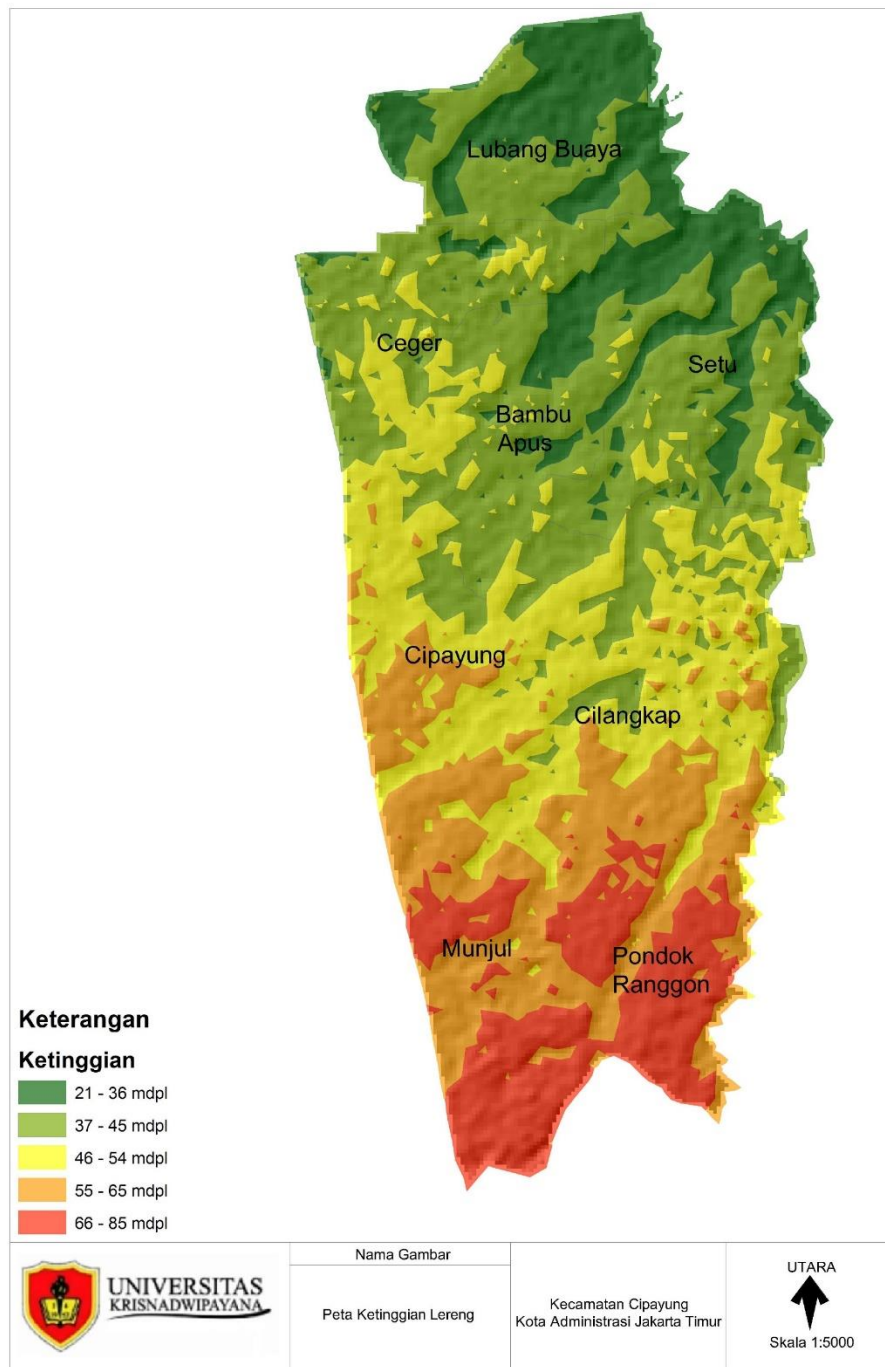 Lubang Buaya
Ceger
Setu
Bambu
Apus
Cipayung
Cilangkap
Munjul
Pondok
Ranggon
Keterangan
Ketinggian
21 - 36 mdpl
37 - 45 mdpl
46 - 54 mdpl
55 - 65 mdpl
66 - 85 mdpl
UNIVERSITAS
KRISNADWIPAYANA
Nama Gambar
Peta Ketinggian Lereng
Kecamatan Cipayung
Kota Administrasi Jakarta Timur
UTARA
Skala 1:5000